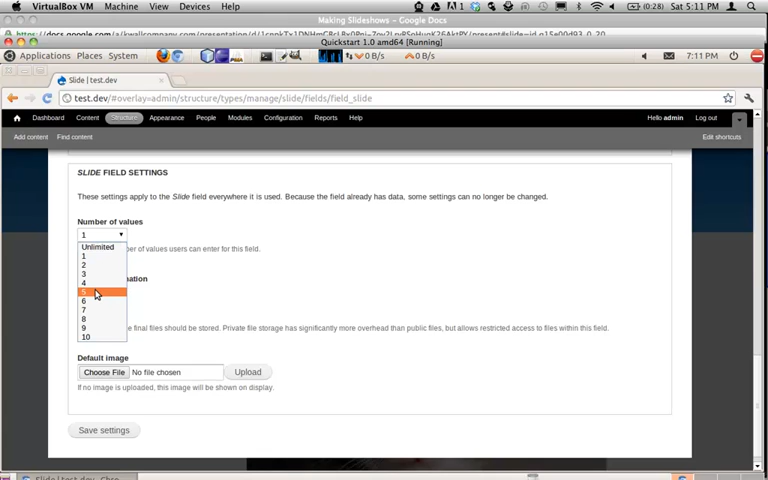 VirtualBox VM Machine View Devices Help 1 (0:28) Sat 5:11 PM
Making Slideshows – Google Docs
Quickstart 1.0 amd64 [Running]
Applications Places System 0 B/s 0 B/s 7:11 PM
Slide | test.dev
test.dev/#overlay=admin/structure/types/manage/slide/fields/field_slide
Dashboard Content Structure Appearance People Modules Configuration Reports Help Hello admin Log out
Add content Find content Edit shortcuts
SLIDE FIELD SETTINGS
These settings apply to the Slide field everywhere it is used. Because the field already has data, some settings can no longer be changed.
Number of values
1
Unlimited
ber of values users can enter for this field.
1
2
3
4
5
6
7
8
9
10
nation
e final files should be stored. Private file storage has significantly more overhead than public files, but allows restricted access to files within this field.
Default image
Choose File No file chosen Upload
If no image is uploaded, this image will be shown on display.
Save settings